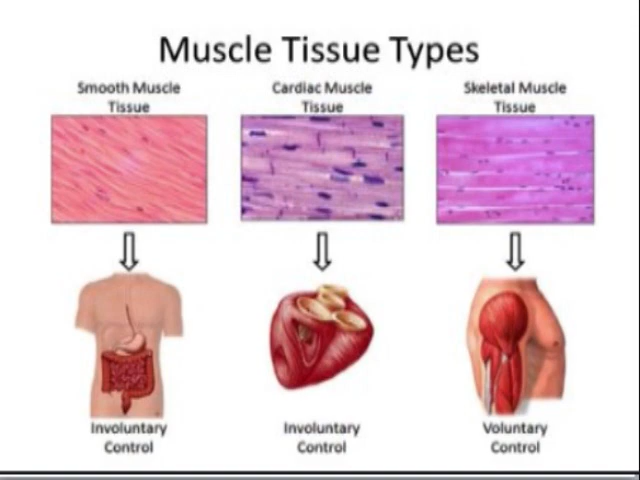 Muscle Tissue Types
Smooth Muscle
Tissue
Cardiac Muscle
Tissue
Skeletal Muscle
Tissue
Involuntary
Control
Involuntary
Control
Voluntary
Control